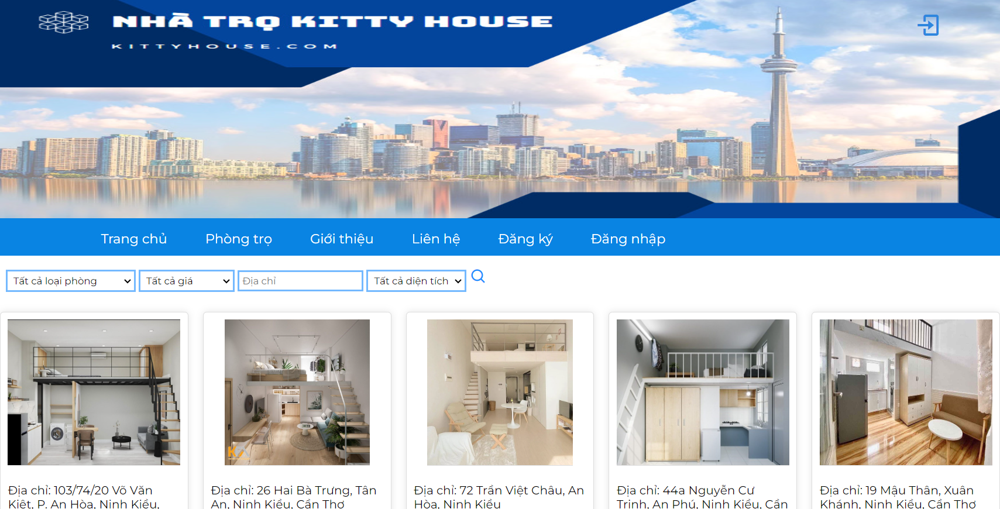 NHÀ TRỌ KITTY HOUSE
KITTYHOUSE.COM
Trang chủ Phòng trọ Giới thiệu Liên hệ Đăng ký Đăng nhập
Tất cả loại phòng Tất cả giá Địa chỉ Tất cả diện tích
Địa chỉ: 103/74/20 Võ Văn
Kiệt, P. An Hòa, Ninh Kiều,
Địa chỉ: 26 Hai Bà Trưng, Tân
An, Ninh Kiều, Cần Thơ
Địa chỉ: 72 Trần Việt Châu, An
Hòa, Ninh Kiều
Địa chỉ: 44a Nguyễn Cư
Trinh, An Phú, Ninh Kiều, Cần
Địa chỉ: 19 Mậu Thân, Xuân
Khánh, Ninh Kiều, Cần Thơ